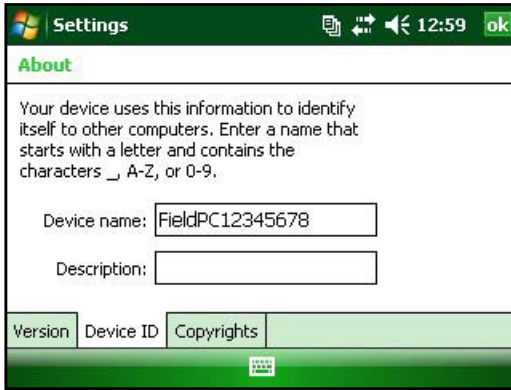 Settings 12:59 ok
About
Your device uses this information to identify
itself to other computers. Enter a name that
starts with a letter and contains the
characters _, A-Z, or 0-9.
Device name: FieldPC12345678
Description:
Version Device ID Copyrights